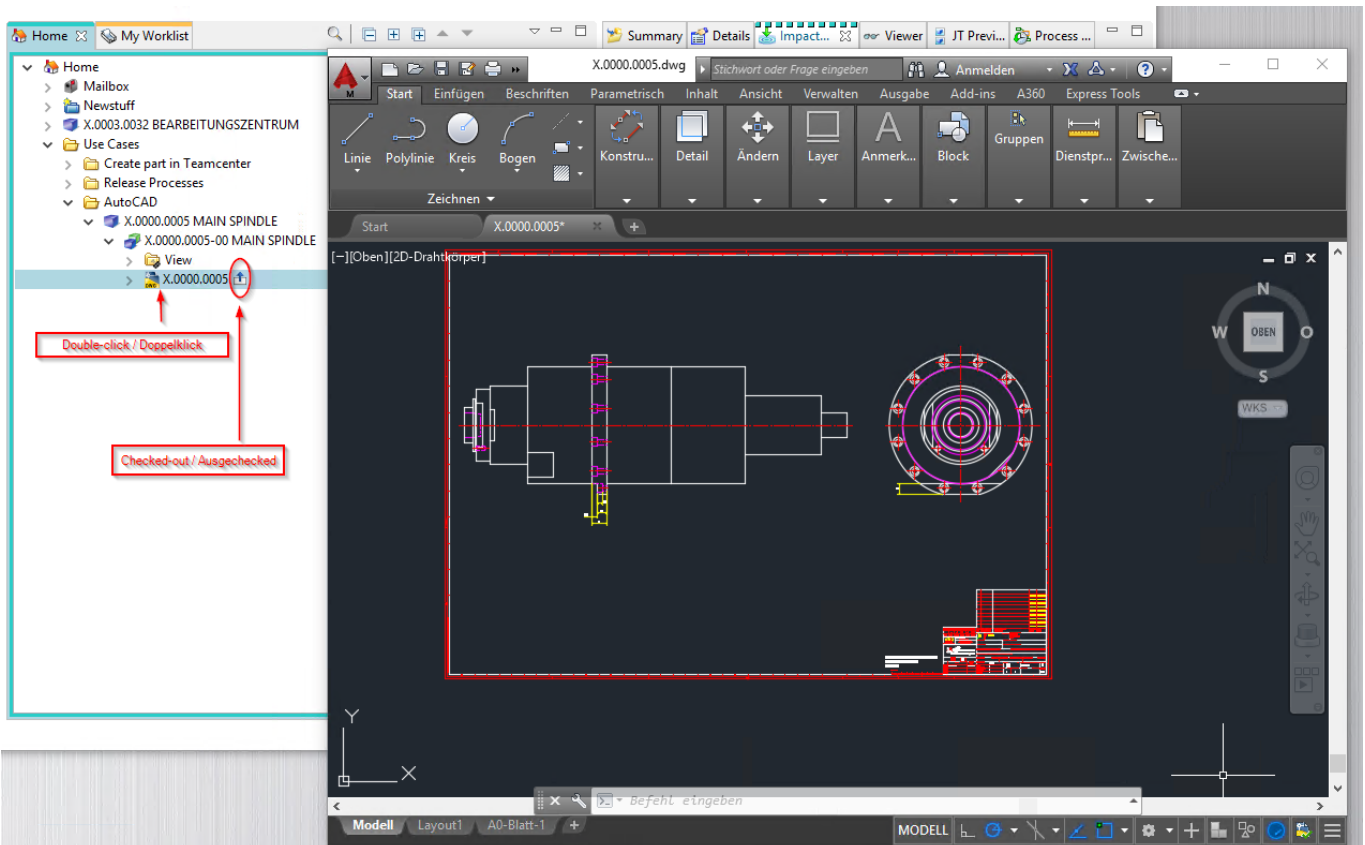 Home
My Worklist
Summary
Details
Impact...
Viewer
JT Previ...
Process ...
Home
Mailbox
Newstuff
X.0003.0032 BEARBEITUNGSZENTRUM
Use Cases
Create part in Teamcenter
Release Processes
AutoCAD
X.0000.0005 MAIN SPINDLE
X.0000.0005-00 MAIN SPINDLE
View
DWG
X.0000.0005
Double-click / Doppelklick
Checked-out / Ausgechecked
M
X.0000.0005.dwg
Stichwort oder Frage eingeben
Anmelden
Start
Einfügen
Beschriften
Parametrisch
Inhalt
Ansicht
Verwalten
Ausgabe
Add-ins
A360
Express Tools
Linie
Polylinie
Kreis
Bogen
Konstru...
Detail
Ändern
Layer
Anmerk...
Block
Gruppen
Dienstpr...
Zwische...
Zeichnen
Start
X.0000.0005*
[−][Oben][2D-Drahtkörper]
N
W
OBEN
O
S
WKS
Y
X
Befehl eingeben
Modell
Layout1
A0-Blatt-1
MODELL